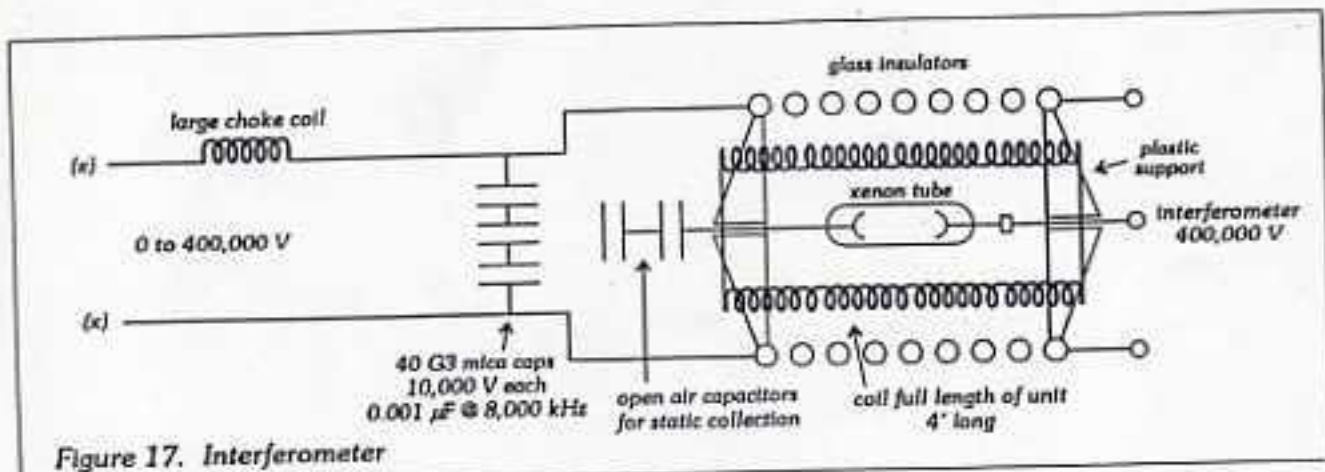 glass insulators
large choke coil
(x)
plastic
support
xenon tube
interferometer
400,000 V
0 to 400,000 V
(x)
40 G3 mica caps
10,000 V each
0.001 µF @ 8,000 kHz
open air capacitors
for static collection
coil full length of unit
4' long
Figure 17. Interferometer